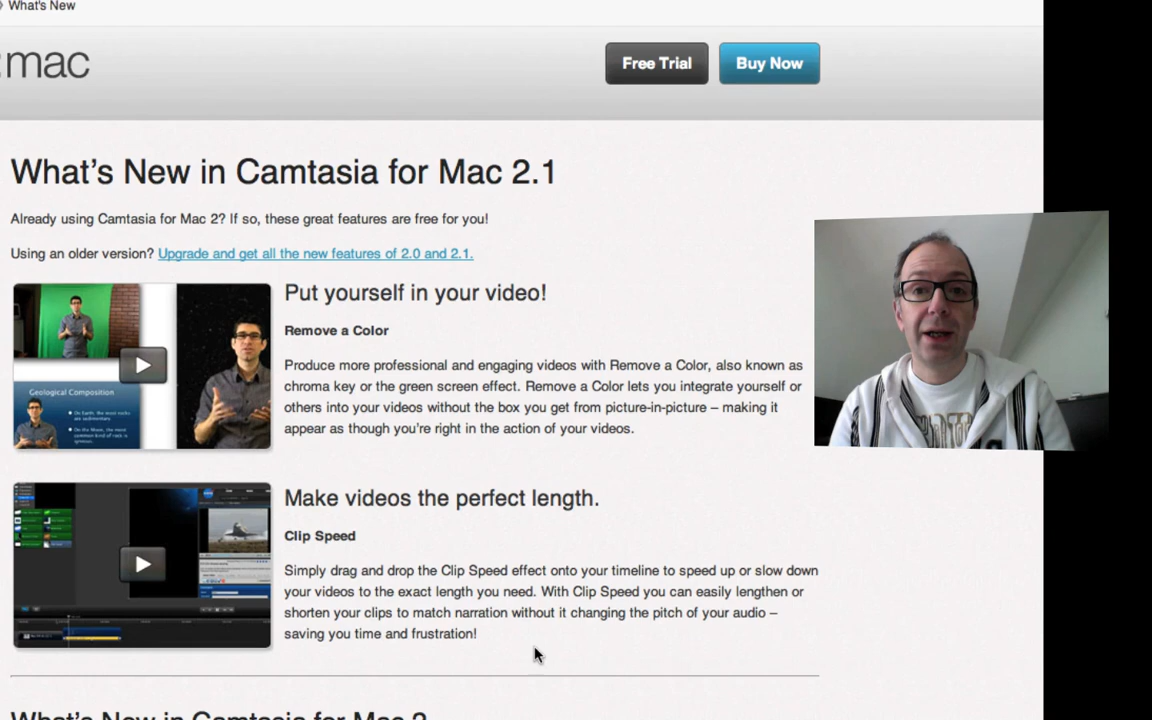 What's New
:mac
Free Trial
Buy Now
What's New in Camtasia for Mac 2.1
Already using Camtasia for Mac 2? If so, these great features are free for you!
Using an older version? Upgrade and get all the new features of 2.0 and 2.1.
Put yourself in your video!
Remove a Color
Produce more professional and engaging videos with Remove a Color, also known as
chroma key or the green screen effect. Remove a Color lets you integrate yourself or
others into your videos without the box you get from picture-in-picture – making it
appear as though you're right in the action of your videos.
Geological Composition
Make videos the perfect length.
Clip Speed
Simply drag and drop the Clip Speed effect onto your timeline to speed up or slow down
your videos to the exact length you need. With Clip Speed you can easily lengthen or
shorten your clips to match narration without it changing the pitch of your audio –
saving you time and frustration!
What's New in Camtasia for Mac 2